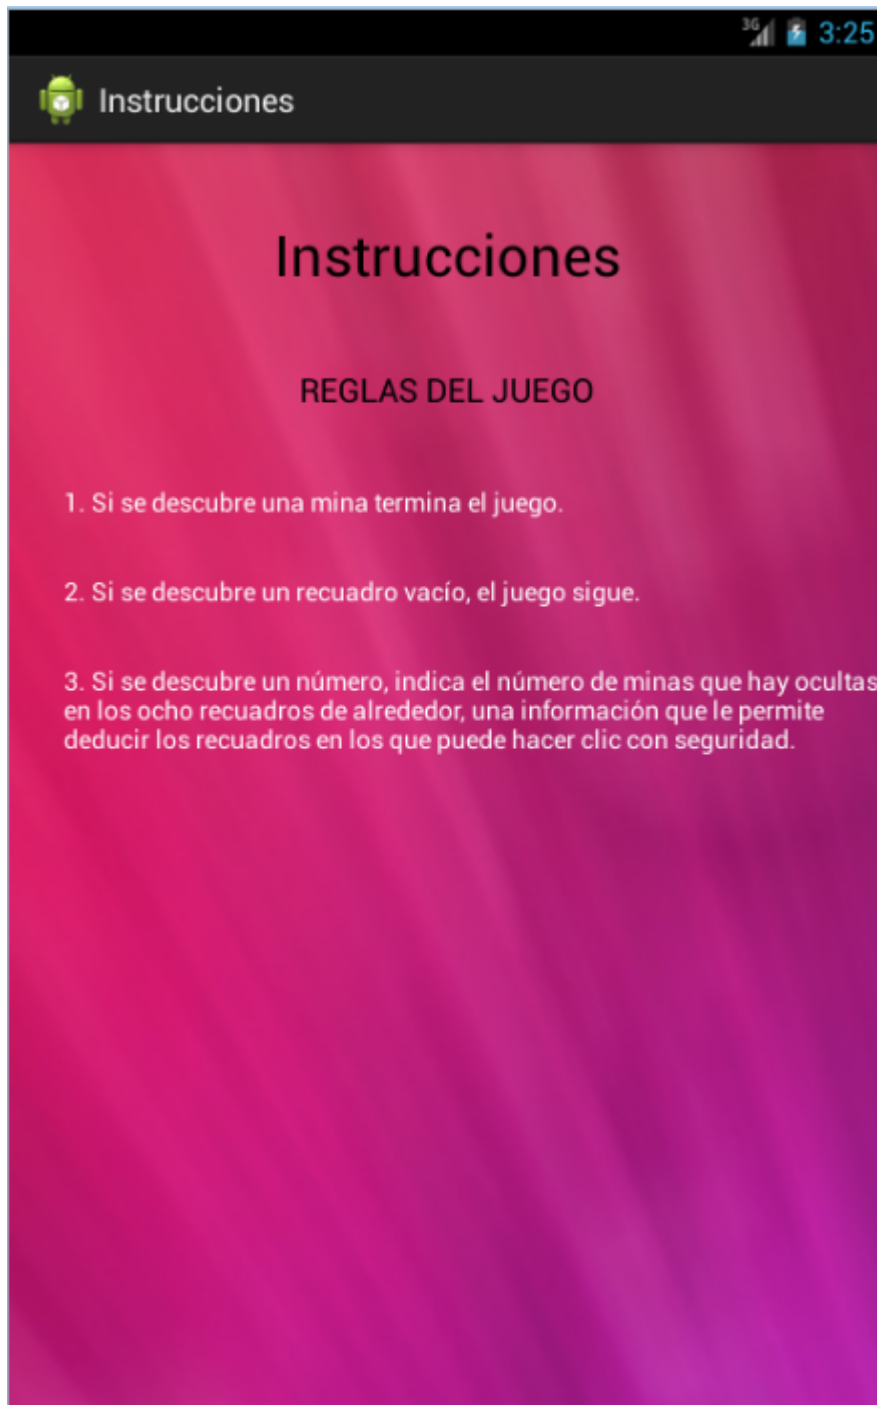 3G 3:25
Instrucciones
Instrucciones
REGLAS DEL JUEGO
1. Si se descubre una mina termina el juego.
2. Si se descubre un recuadro vacío, el juego sigue.
3. Si se descubre un número, indica el número de minas que hay ocultas
en los ocho recuadros de alrededor, una información que le permite
deducir los recuadros en los que puede hacer clic con seguridad.